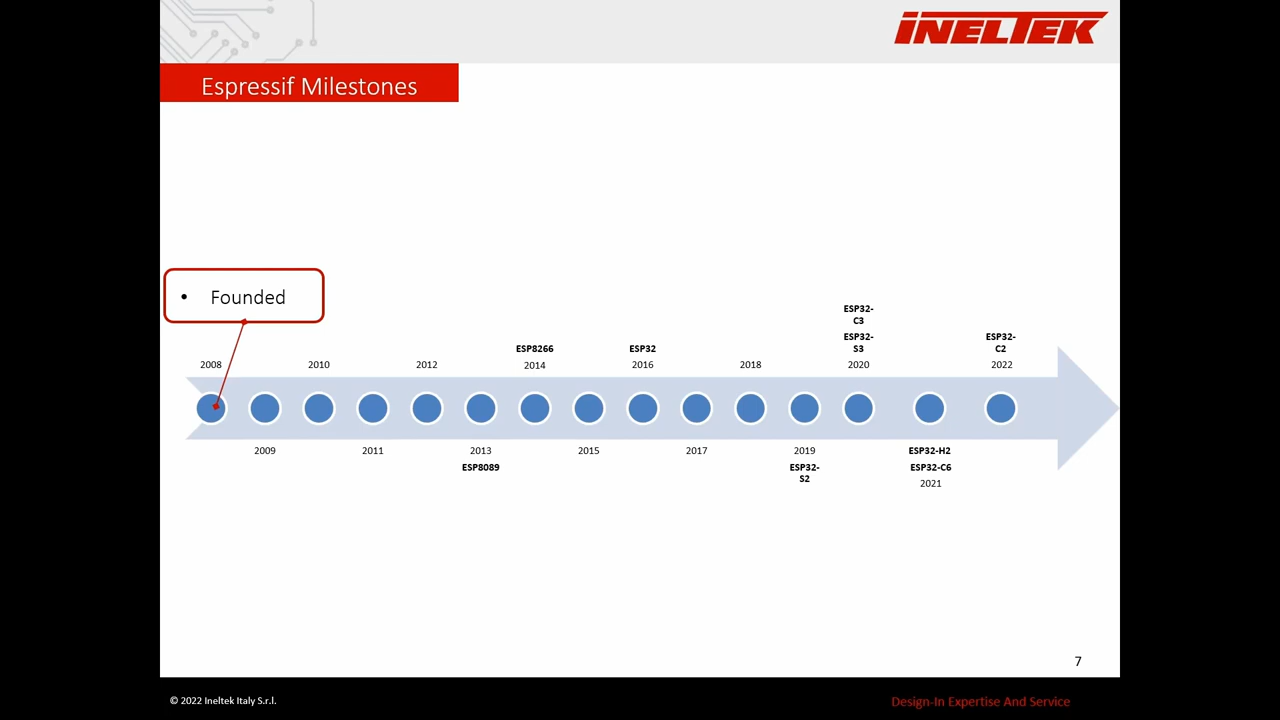 INELTEK
Espressif Milestones
• Founded
ESP32-
C3
ESP32-
S3
ESP8266
ESP32
ESP32-
C2
2008
2010
2012
2014
2016
2018
2020
2022
2009
2011
2013
2015
2017
2019
ESP32-H2
ESP8089
ESP32-
S2
ESP32-C6
2021
7
© 2022 Ineltek Italy S.r.l.
Design-In Expertise And Service